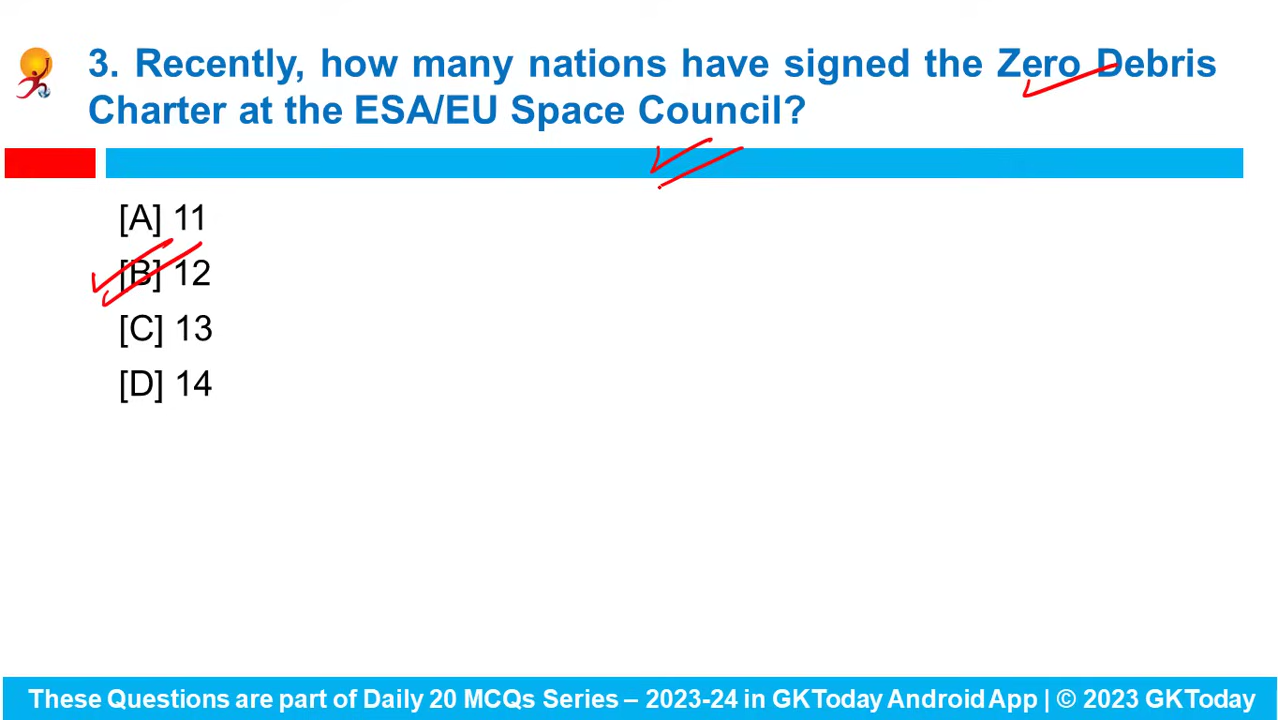 3. Recently, how many nations have signed the Zero Debris
Charter at the ESA/EU Space Council?
[A] 11
[B] 12
[C] 13
[D] 14
These Questions are part of Daily 20 MCQs Series – 2023-24 in GKToday Android App | © 2023 GKToday